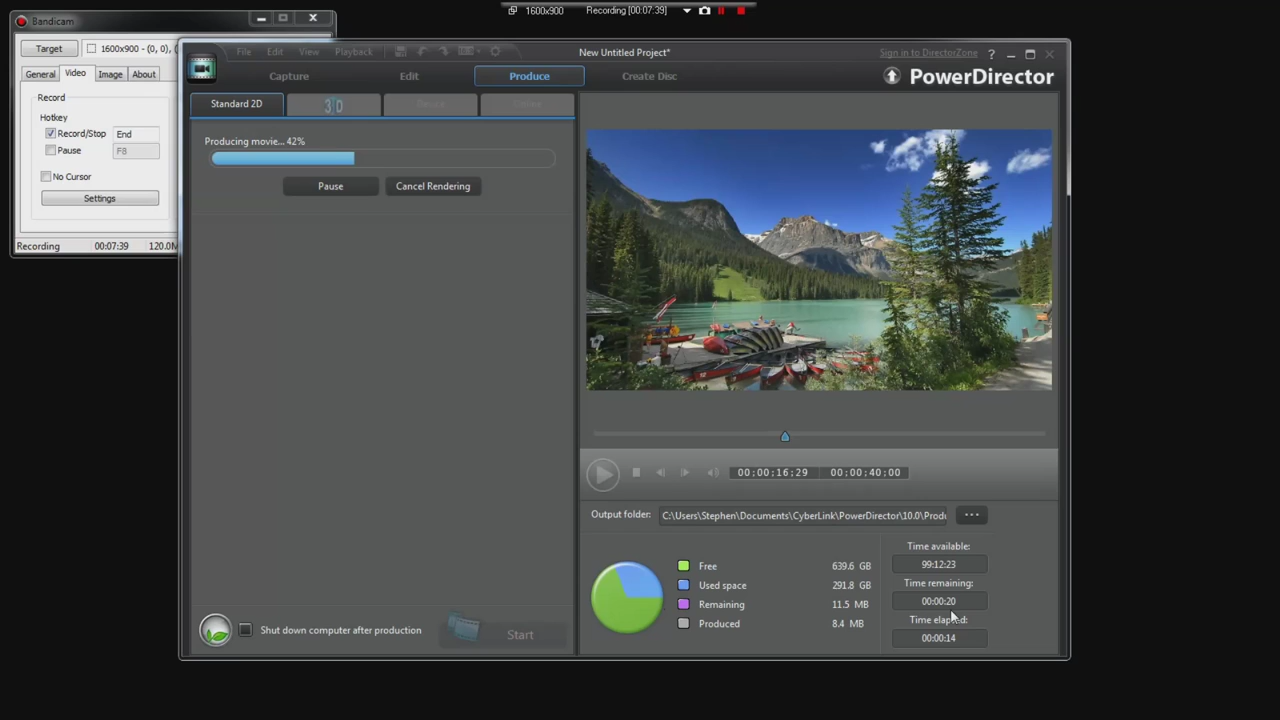 1600x900 Recording [00:07:39]
Bandicam
Target 1600x900 - (0, 0), (
General Video Image About
Record
Hotkey
Record/Stop End
Pause F8
No Cursor
Settings
Recording 00:07:39 120.0M
File Edit View Playback
New Untitled Project*
Sign in to DirectorZone ?
Capture Edit Produce Create Disc
PowerDirector
Standard 2D 3D
Producing movie... 42%
Pause Cancel Rendering
00;00;16;29 00;00;40;00
Output folder: C:\Users\Stephen\Documents\CyberLink\PowerDirector\10.0\Produ ...
Free 639.6 GB
Used space 291.8 GB
Remaining 11.5 MB
Produced 8.4 MB
Time available:
99:12:23
Time remaining:
00:00:20
Time elapsed:
00:00:14
Shut down computer after production
Start